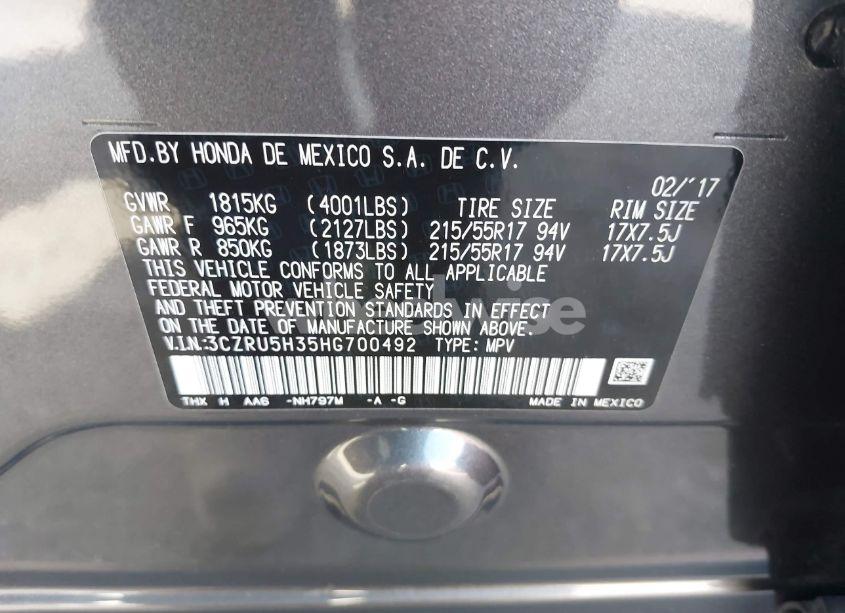 MFD.BY HONDA DE MEXICO S.A. DE C.V.
02/'17
GVWR 1815KG (4001LBS) TIRE SIZE RIM SIZE
GAWR F 965KG (2127LBS) 215/55R17 94V 17X7.5J
GAWR R 850KG (1873LBS) 215/55R17 94V 17X7.5J
THIS VEHICLE CONFORMS TO ALL APPLICABLE
FEDERAL MOTOR VEHICLE SAFETY
AND THEFT PREVENTION STANDARDS IN EFFECT
ON THE DATE OF MANUFACTURE SHOWN ABOVE.
V.I.N.:3CZRU5H35HG700492 TYPE: MPV
THX H AA6 -NH797M -A -G MADE IN MEXICO